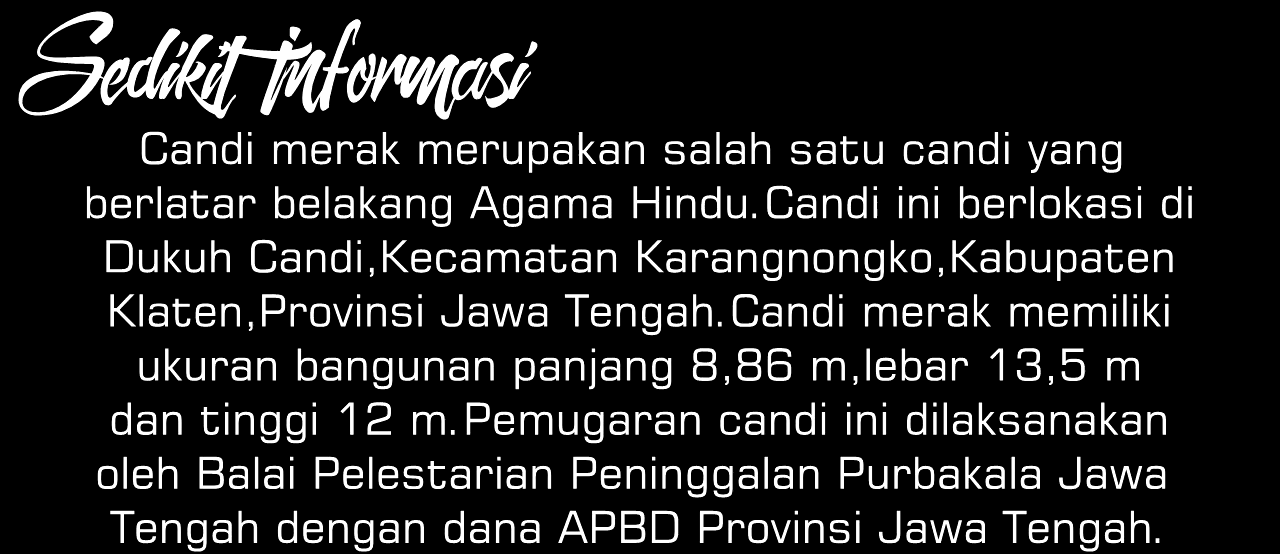 Sedikit informasi
Candi merak merupakan salah satu candi yang
berlatar belakang Agama Hindu.Candi ini berlokasi di
Dukuh Candi,Kecamatan Karangnongko,Kabupaten
Klaten,Provinsi Jawa Tengah.Candi merak memiliki
ukuran bangunan panjang 8,86 m,lebar 13,5 m
dan tinggi 12 m.Pemugaran candi ini dilaksanakan
oleh Balai Pelestarian Peninggalan Purbakala Jawa
Tengah dengan dana APBD Provinsi Jawa Tengah.